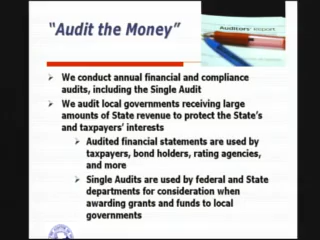 "Audit the Money"
Auditors' report
We conduct annual financial and compliance
audits, including the Single Audit
We audit local governments receiving large
amounts of State revenue to protect the State's
and taxpayers' interests
Audited financial statements are used by
taxpayers, bond holders, rating agencies,
and more
Single Audits are used by federal and State
departments for consideration when
awarding grants and funds to local
governments